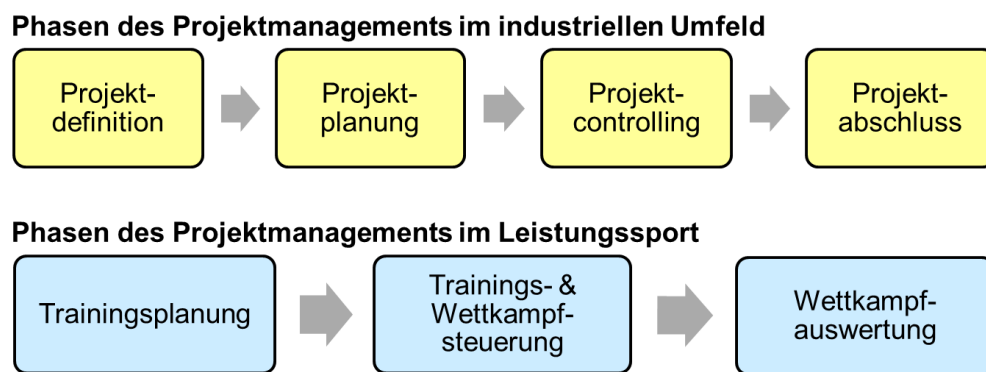 Phasen des Projektmanagements im industriellen Umfeld
Projekt-
definition
Projekt-
planung
Projekt-
controlling
Projekt-
abschluss
Phasen des Projektmanagements im Leistungssport
Trainingsplanung
Trainings- &
Wettkampf-
steuerung
Wettkampf-
auswertung